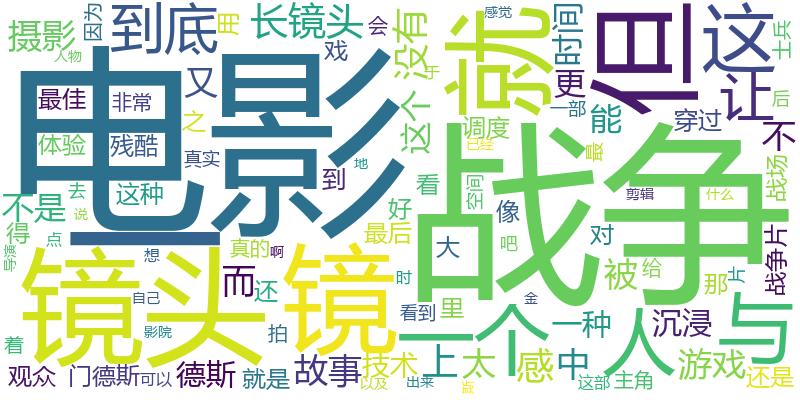 电影
战争
镜头
镜
就
但
这
让
到底
长镜头
没有
时间
一个
人
与
摄影
因为
用
戏
会
感觉
士兵
人物
于
又
更
一部
能
穿过
后
不
最佳
非常
之
这个
调度
体验
残酷
真实
地
已经
最
战场
去
这种
到
看
空间
剪辑
什么
不是
说
好
像
得
点
真的
啊
最后
大
吧
对
那
片
战争片
导演
想
而
还
时
里
被
给
自己
看到
金
一种
沉浸
着
影院
拍
故事
技术
上
太
感
中
游戏
还是
观众
门德斯
可以
德斯
就是
以及
出来
这部
主角
一